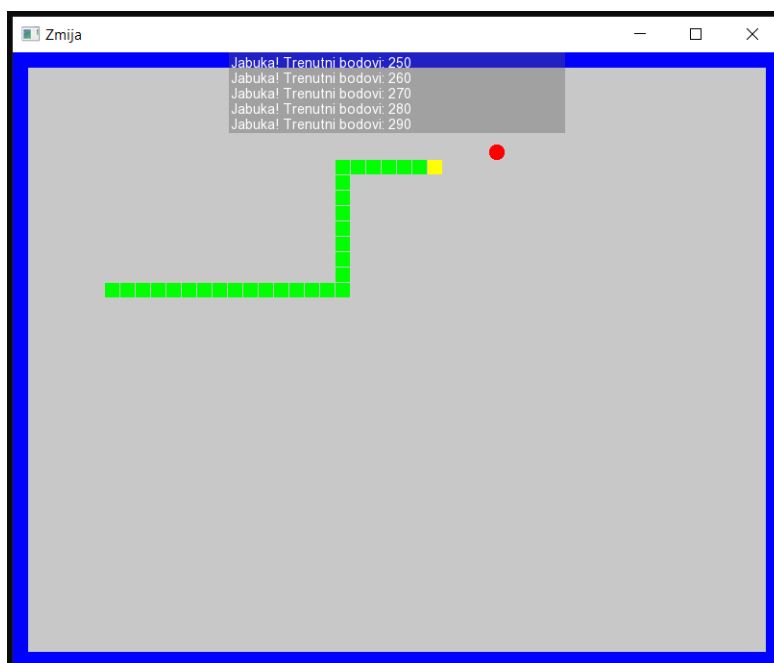 Zmija
Jabuka! Trenutni bodovi: 250
Jabuka! Trenutni bodovi: 260
Jabuka! Trenutni bodovi: 270
Jabuka! Trenutni bodovi: 280
Jabuka! Trenutni bodovi: 290